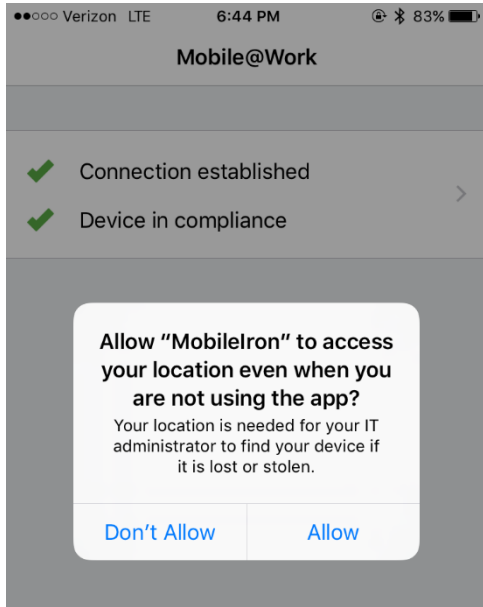 Verizon LTE 6:44 PM 83%
Mobile@Work
Connection established
Device in compliance
Allow “MobileIron” to access
your location even when you
are not using the app?
Your location is needed for your IT
administrator to find your device if
it is lost or stolen.
Don’t Allow Allow